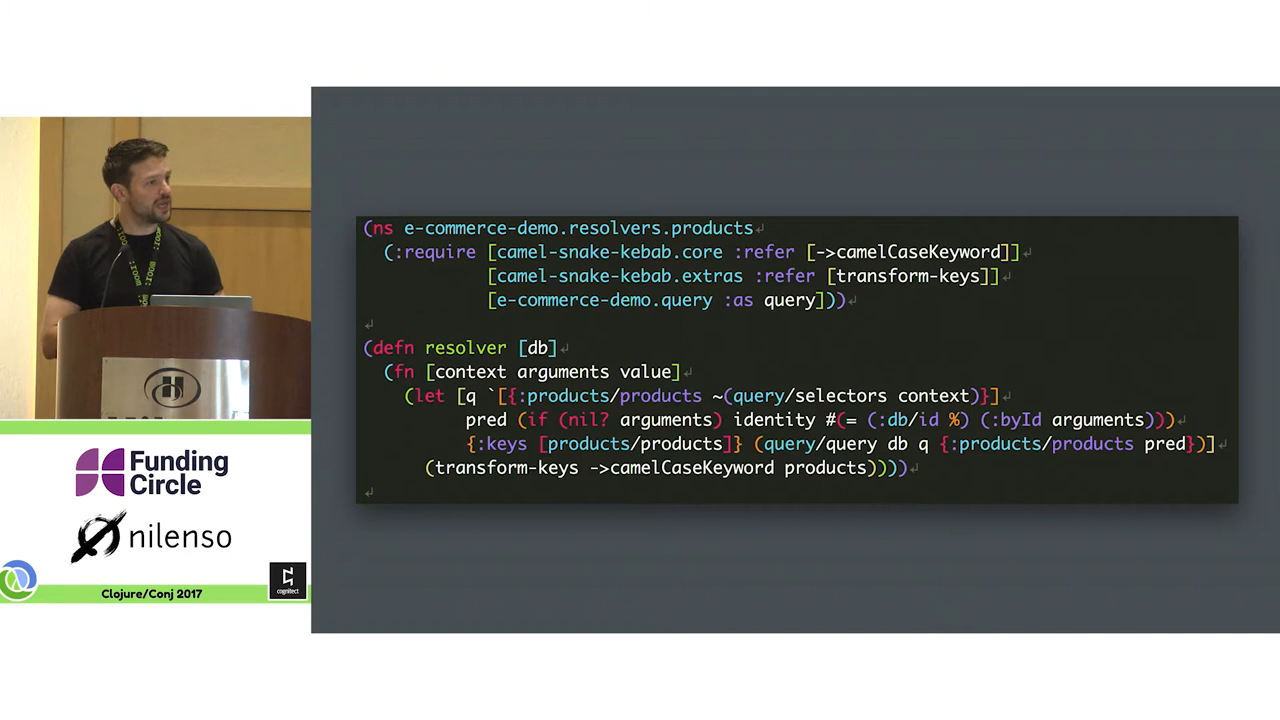 (ns e-commerce-demo.resolvers.products
(:require [camel-snake-kebab.core :refer [->camelCaseKeyword]]
[camel-snake-kebab.extras :refer [transform-keys]]
[e-commerce-demo.query :as query]))
(defn resolver [db]
(fn [context arguments value]
(let [q `[{:products/products ~(query/selectors context)}]
pred (if (nil? arguments) identity #(= (:db/id %) (:byId arguments)))
{:keys [products/products]} (query/query db q {:products/products pred})]
(transform-keys ->camelCaseKeyword products))))
Funding
Circle
nilenso
cognitect
Clojure/Conj 2017